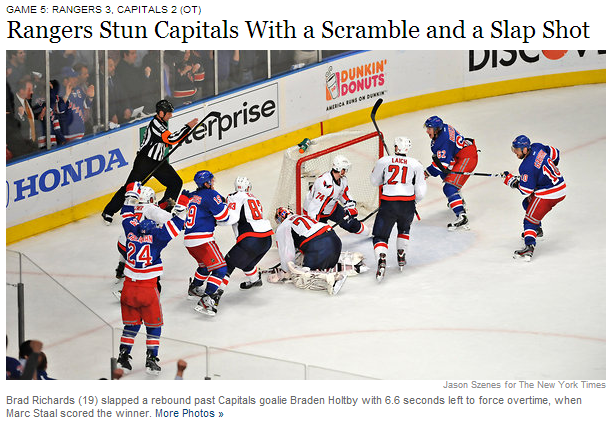 GAME 5: RANGERS 3, CAPITALS 2 (OT)
Rangers Stun Capitals With a Scramble and a Slap Shot
DUNKIN'
DONUTS
AMERICA RUNS ON DUNKIN'
erprise
HONDA
LAICH
21
74
62
10
19
83
24
Jason Szenes for The New York Times
Brad Richards (19) slapped a rebound past Capitals goalie Braden Holtby with 6.6 seconds left to force overtime, when
Marc Staal scored the winner. More Photos »